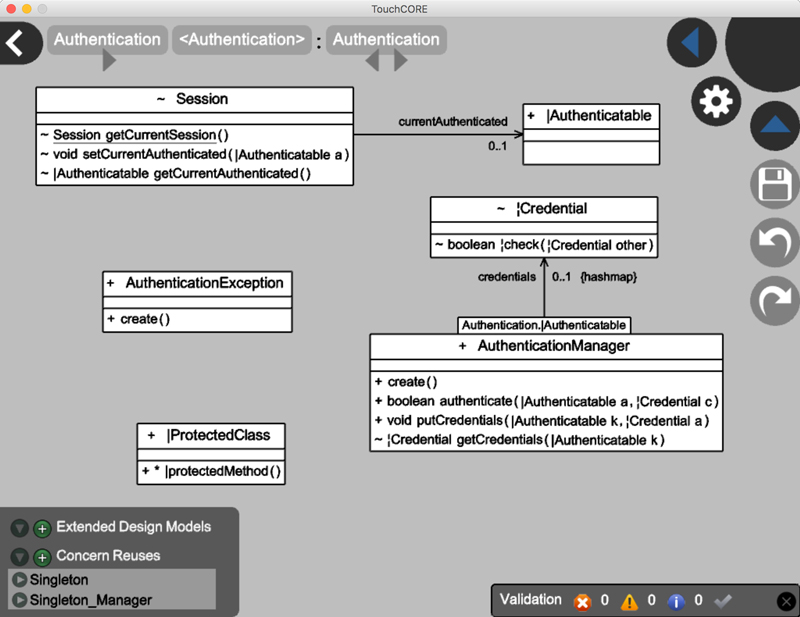 TouchCORE
Authentication <Authentication> : Authentication
~ Session
~ Session getCurrentSession()
~ void setCurrentAuthenticated(|Authenticatable a)
~ |Authenticatable getCurrentAuthenticated()
currentAuthenticated
0..1
+ |Authenticatable
~ ¦Credential
~ boolean ¦check(¦Credential other)
credentials 0..1 {hashmap}
+ AuthenticationException
+ create()
Authentication.|Authenticatable
+ AuthenticationManager
+ create()
+ boolean authenticate(|Authenticatable a,¦Credential c)
+ void putCredentials(|Authenticatable k,¦Credential a)
~ ¦Credential getCredentials(|Authenticatable k)
+ |ProtectedClass
+ * |protectedMethod()
Extended Design Models
Concern Reuses
Singleton
Singleton_Manager
Validation 0 0 0